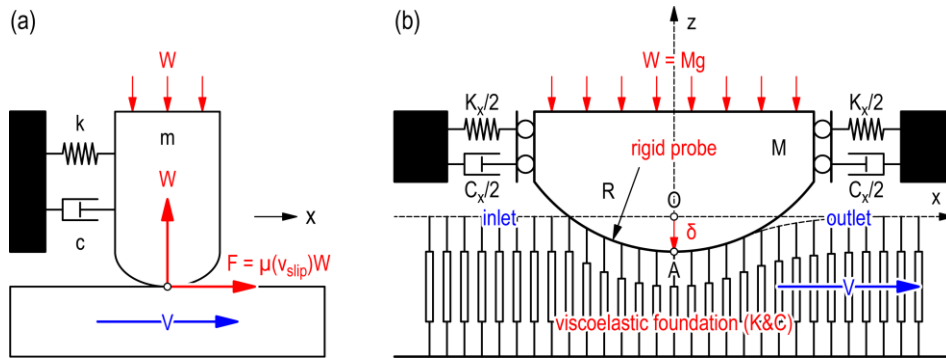 (a)
W
k
m
W
x
c
F = μ(v_slip)W
V
(b)
z
W = Mg
K_x/2
K_x/2
M
rigid probe
C_x/2
R
O
C_x/2
x
inlet
δ
outlet
A
V
viscoelastic foundation (K&C)